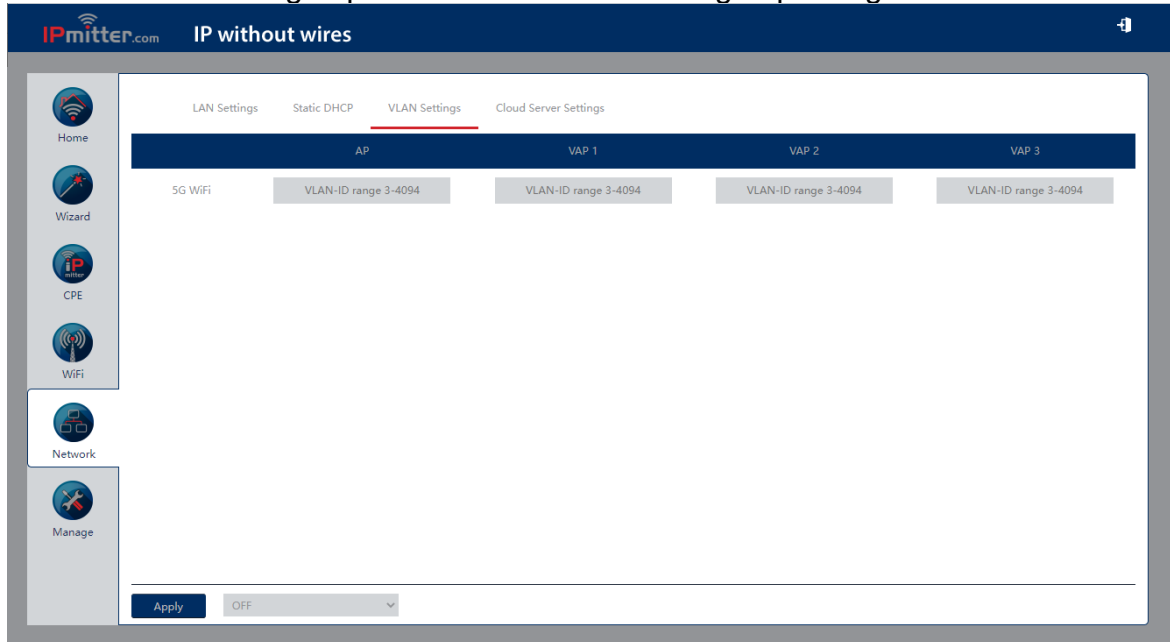 IPmitter.com IP without wires
Home
Wizard
CPE
WiFi
Network
Manage
LAN Settings Static DHCP VLAN Settings Cloud Server Settings
AP VAP 1 VAP 2 VAP 3
5G WiFi VLAN-ID range 3-4094 VLAN-ID range 3-4094 VLAN-ID range 3-4094 VLAN-ID range 3-4094
Apply OFF